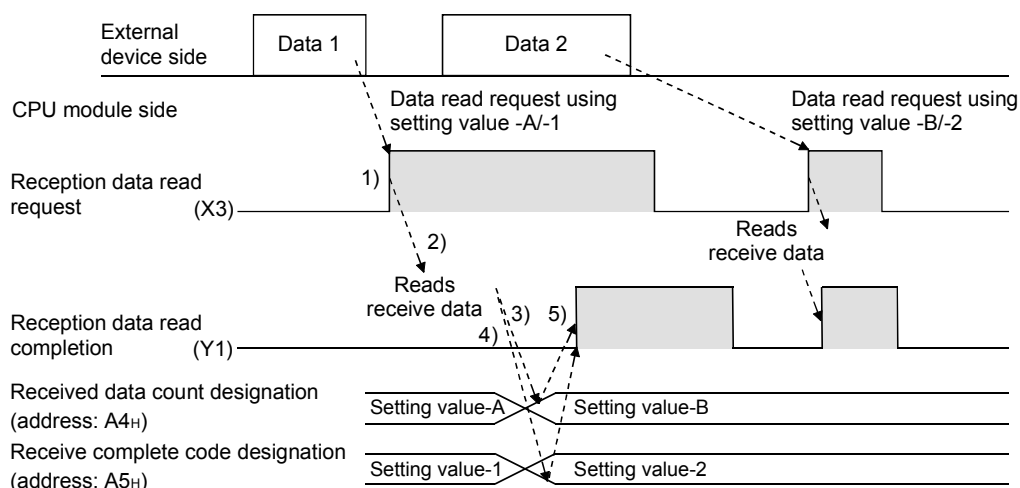 External
device side
Data 1
Data 2
CPU module side
Data read request using
setting value -A/-1
Data read request using
setting value -B/-2
Reception data read
request
(X3)
1)
2)
Reads
receive data
Reads
receive data
3)
4)
5)
Reception data read
completion
(Y1)
Received data count designation
(address: A4H)
Setting value-A
Setting value-B
Receive complete code designation
(address: A5H)
Setting value-1
Setting value-2